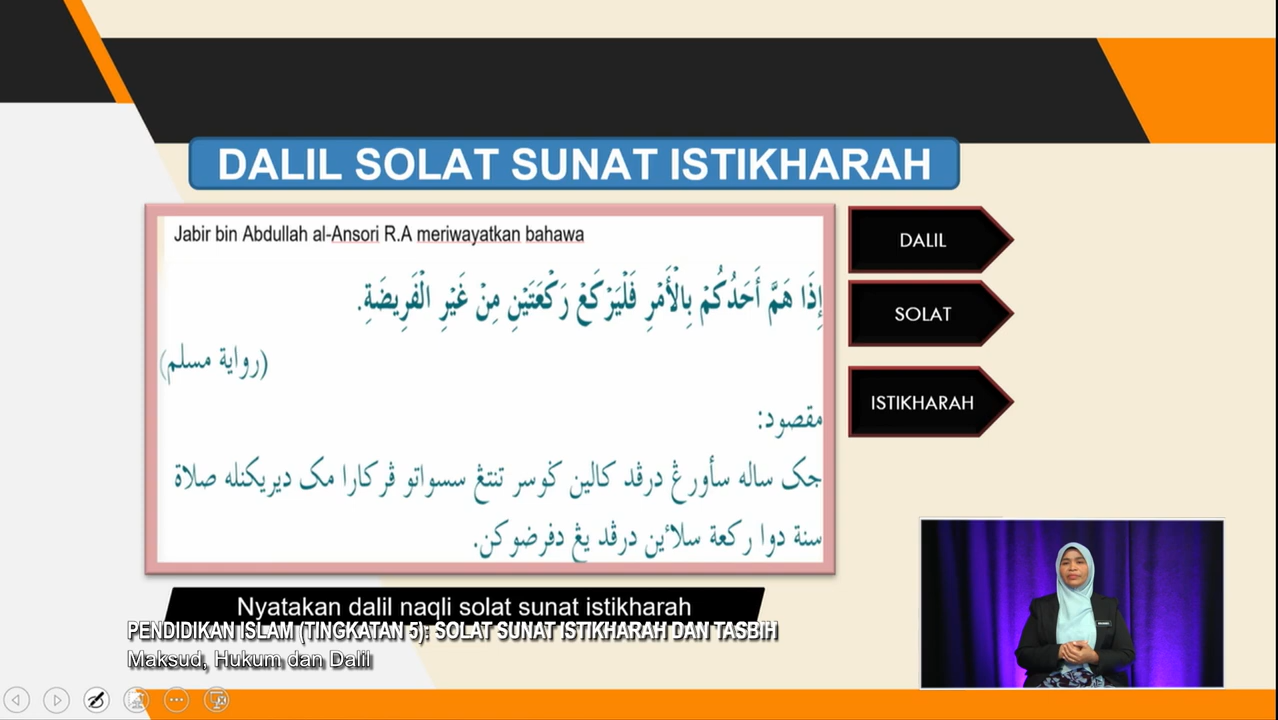 DALIL SOLAT SUNAT ISTIKHARAH
Jabir bin Abdullah al-Ansori R.A meriwayatkan bahawa
إِذَا هَمَّ أَحَدُكُمْ بِالْأَمْرِ فَلْيَرْكَعْ رَكْعَتَيْنِ مِنْ غَيْرِ الْفَرِيضَةِ.
(رواية مسلم)
مقصود:
جک ساله سأورڠ درڤد کالين ݢوسر تنتڠ سسواتو ڤرکارا مک ديريکنله صلاة
سنة دوا رکعة سلاءين درڤد يڠ دفرضوکن.
DALIL
SOLAT
ISTIKHARAH
Nyatakan dalil naqli solat sunat istikharah
PENDIDIKAN ISLAM (TINGKATAN 5): SOLAT SUNAT ISTIKHARAH DAN TASBIH
Maksud, Hukum dan Dalil